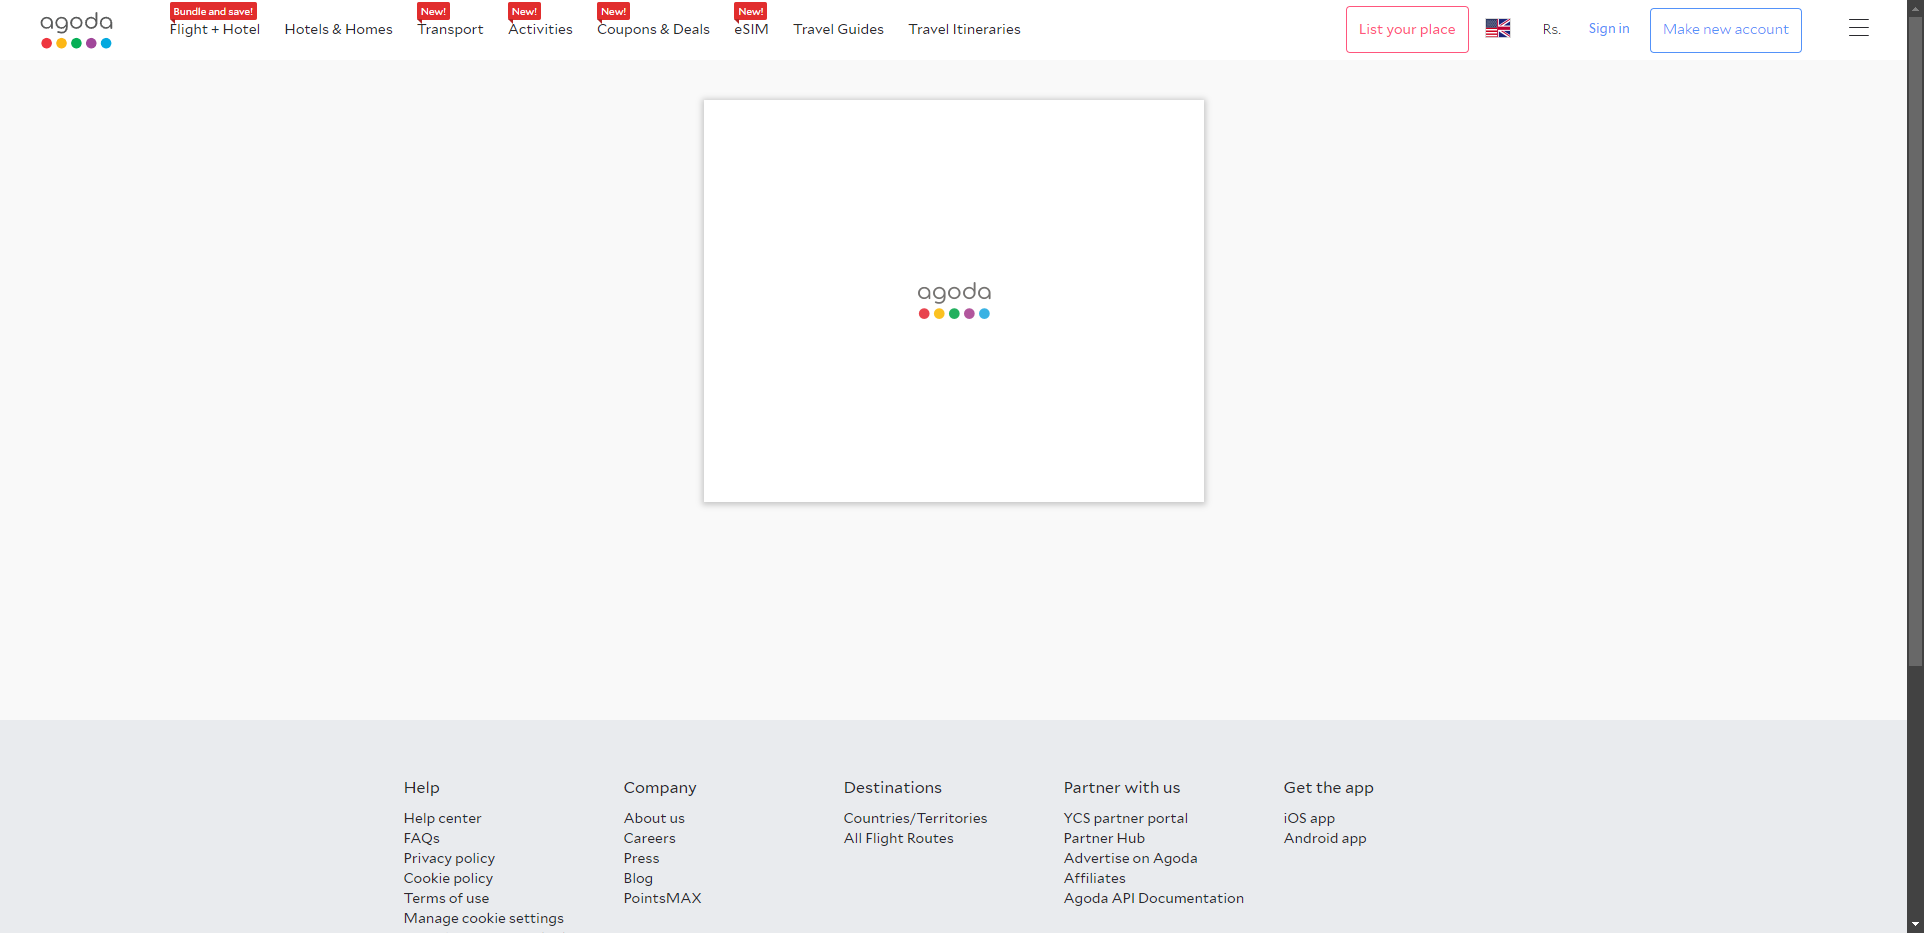 agoda
Bundle and save!
Flight + Hotel
Hotels & Homes
New!
Transport
New!
Activities
New!
Coupons & Deals
New!
eSIM
Travel Guides
Travel Itineraries
List your place
Rs.
Sign in
Make new account
agoda
Help
Help center
FAQs
Privacy policy
Cookie policy
Terms of use
Manage cookie settings
Company
About us
Careers
Press
Blog
PointsMAX
Destinations
Countries/Territories
All Flight Routes
Partner with us
YCS partner portal
Partner Hub
Advertise on Agoda
Affiliates
Agoda API Documentation
Get the app
iOS app
Android app